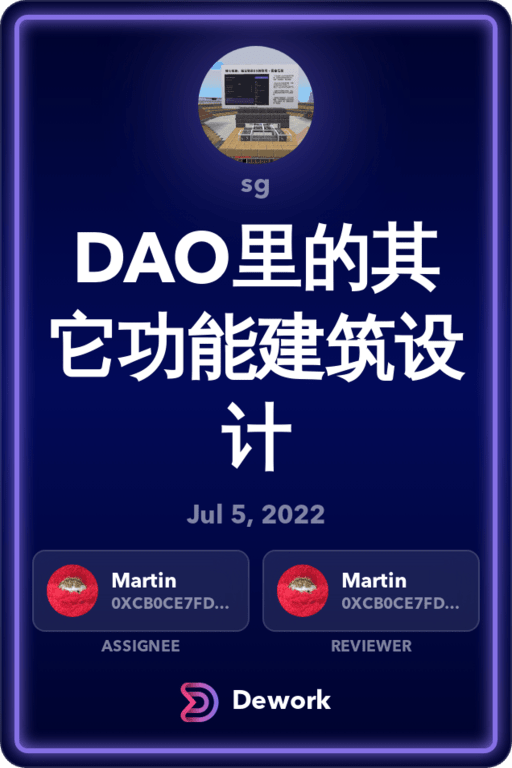 sg
DAO里的其
它功能建筑设
计
Jul 5, 2022
Martin
0XCB0CE7FD...
ASSIGNEE
Martin
0XCB0CE7FD...
REVIEWER
Dework